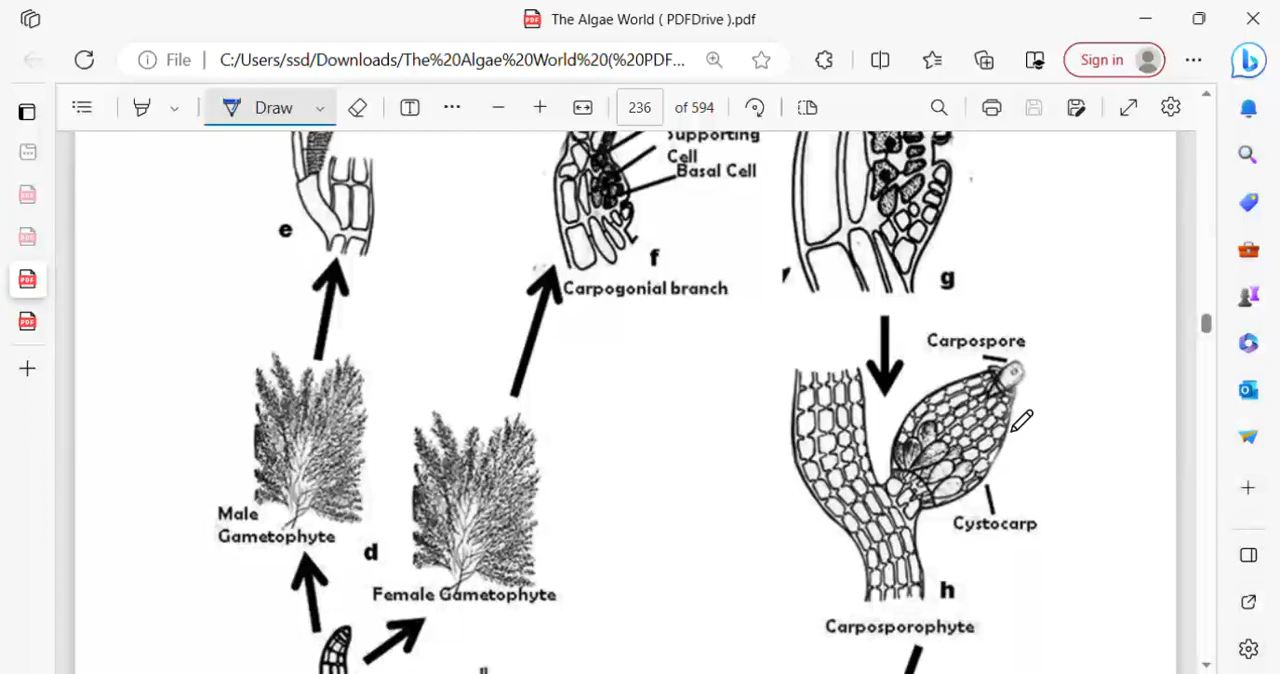 The Algae World ( PDFDrive ).pdf
File
C:/Users/ssd/Downloads/The%20Algae%20World%20(%20PDF...
Sign in
Draw
236 of 594
Supporting
Cell
Basal Cell
e
f
g
Carpogonial branch
Carpospore
Male
Gametophyte
d
Cystocarp
Female Gametophyte
h
Carposporophyte